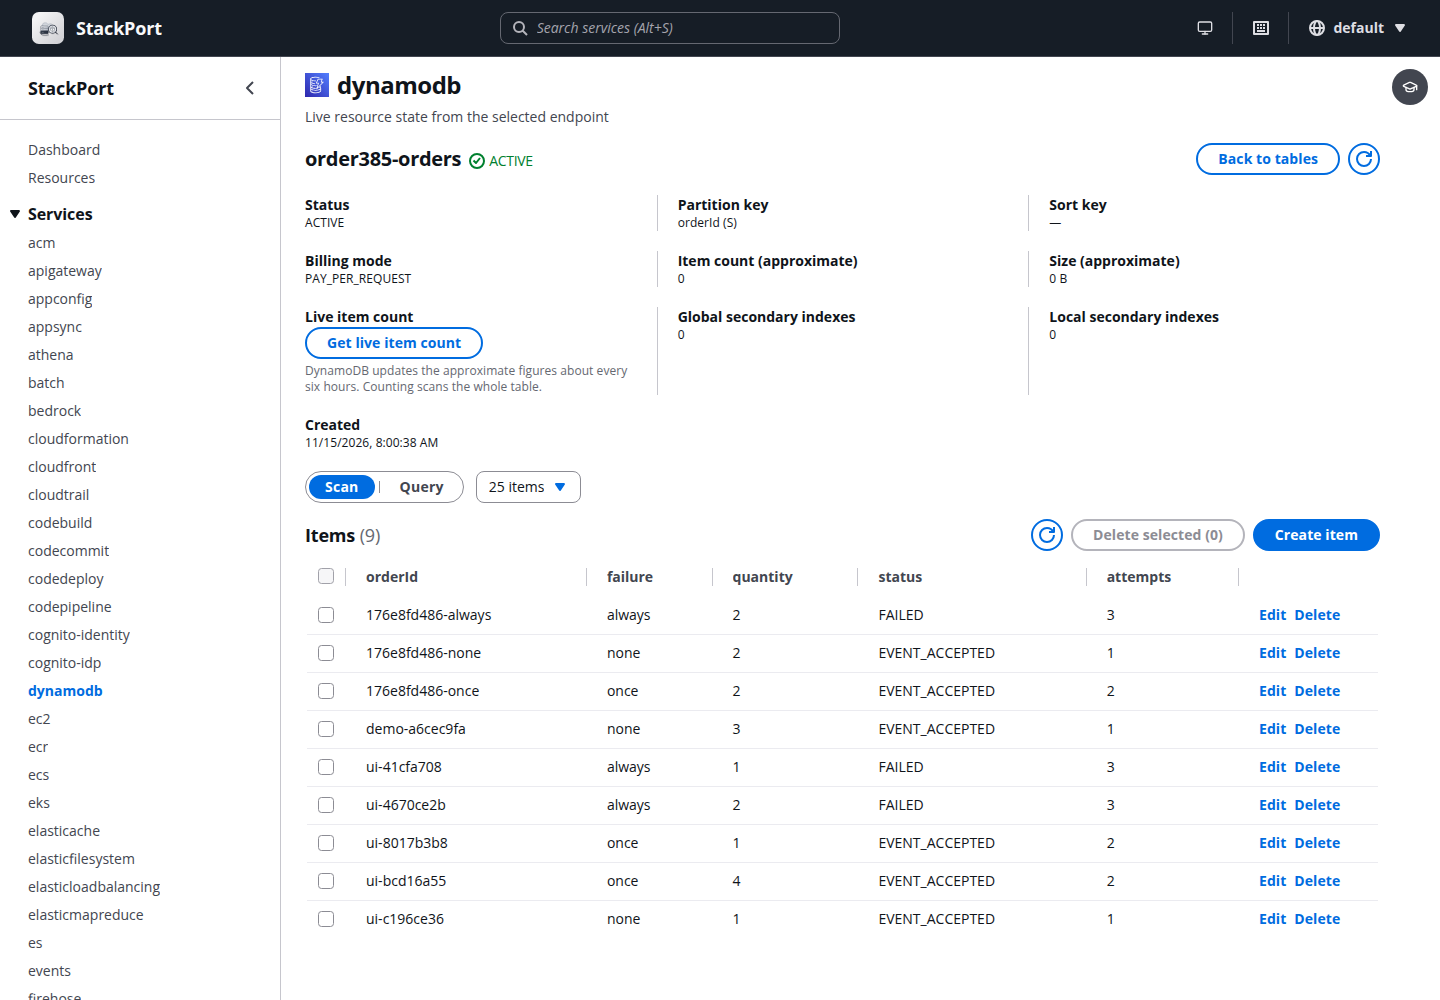 StackPort
Search services (Alt+S)
default
StackPort
Dashboard
Resources
Services
acm
apigateway
appconfig
appsync
athena
batch
bedrock
cloudformation
cloudfront
cloudtrail
codebuild
codecommit
codedeploy
codepipeline
cognito-identity
cognito-idp
dynamodb
ec2
ecr
ecs
eks
elasticache
elasticfilesystem
elasticloadbalancing
elasticmapreduce
es
events
firehose
dynamodb
Live resource state from the selected endpoint
order385-orders ACTIVE
Back to tables
Status
ACTIVE
Partition key
orderId (S)
Sort key
—
Billing mode
PAY_PER_REQUEST
Item count (approximate)
0
Size (approximate)
0 B
Live item count
Get live item count
DynamoDB updates the approximate figures about every
six hours. Counting scans the whole table.
Global secondary indexes
0
Local secondary indexes
0
Created
11/15/2026, 8:00:38 AM
Scan | Query 25 items
Items (9) Delete selected (0) Create item
orderId failure quantity status attempts
176e8fd486-always always 2 FAILED 3 Edit Delete
176e8fd486-none none 2 EVENT_ACCEPTED 1 Edit Delete
176e8fd486-once once 2 EVENT_ACCEPTED 2 Edit Delete
demo-a6cec9fa none 3 EVENT_ACCEPTED 1 Edit Delete
ui-41cfa708 always 1 FAILED 3 Edit Delete
ui-4670ce2b always 2 FAILED 3 Edit Delete
ui-8017b3b8 once 1 EVENT_ACCEPTED 2 Edit Delete
ui-bcd16a55 once 4 EVENT_ACCEPTED 2 Edit Delete
ui-c196ce36 none 1 EVENT_ACCEPTED 1 Edit Delete